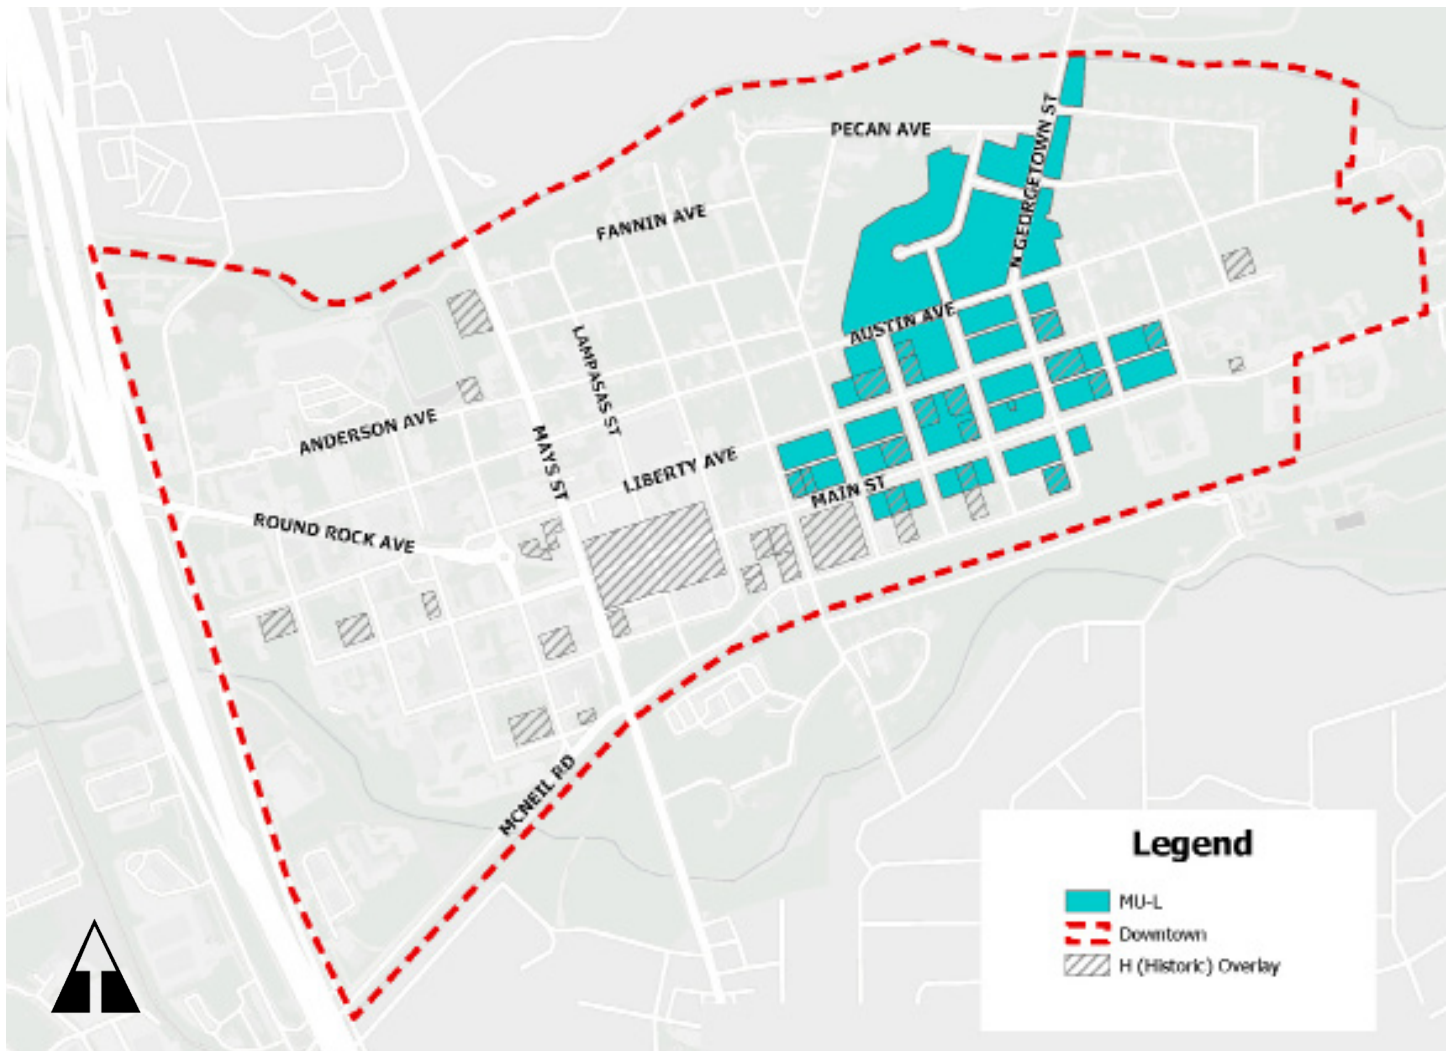 PECAN AVE
N GEORGETOWN ST
FANNIN AVE
AUSTIN AVE
LAMPASAS ST
ANDERSON AVE
MAYS ST
LIBERTY AVE
MAIN ST
ROUND ROCK AVE
MCNEIL RD
Legend
MU-L
Downtown
H (Historic) Overlay